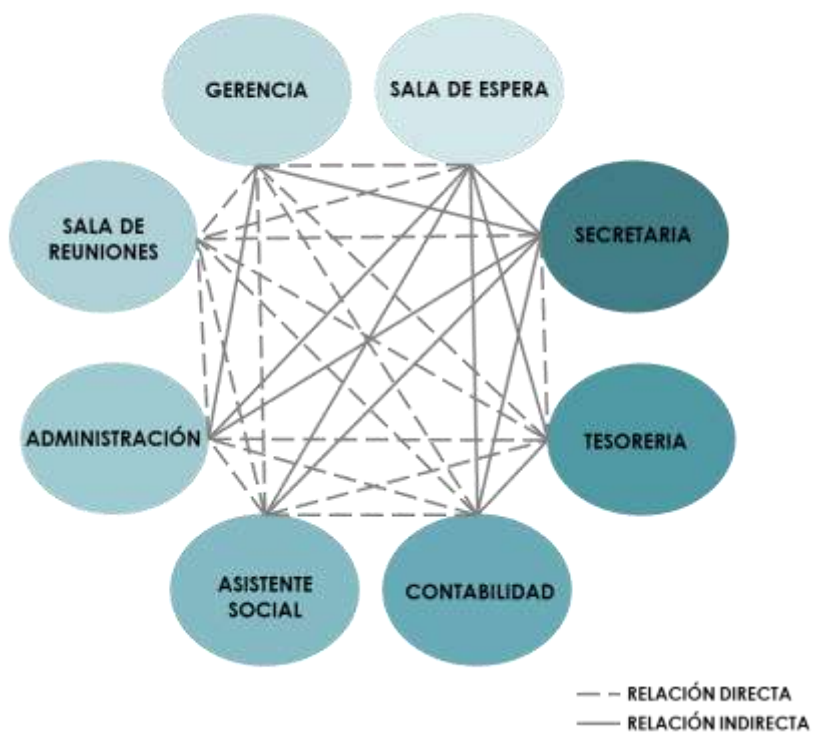 GERENCIA
SALA DE ESPERA
SALA DE
REUNIONES
SECRETARIA
ADMINISTRACIÓN
TESORERIA
ASISTENTE
SOCIAL
CONTABILIDAD
RELACIÓN DIRECTA
RELACIÓN INDIRECTA